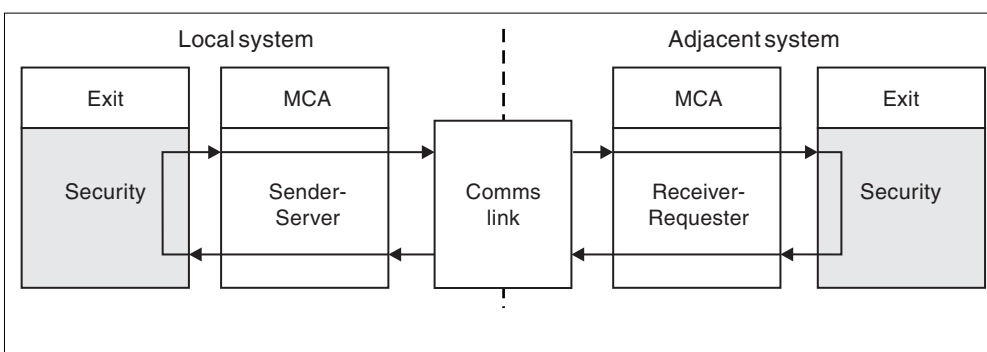 Local system
Adjacent system
Exit
MCA
MCA
Exit
Security
Sender-
Server
Comms
link
Receiver-
Requester
Security